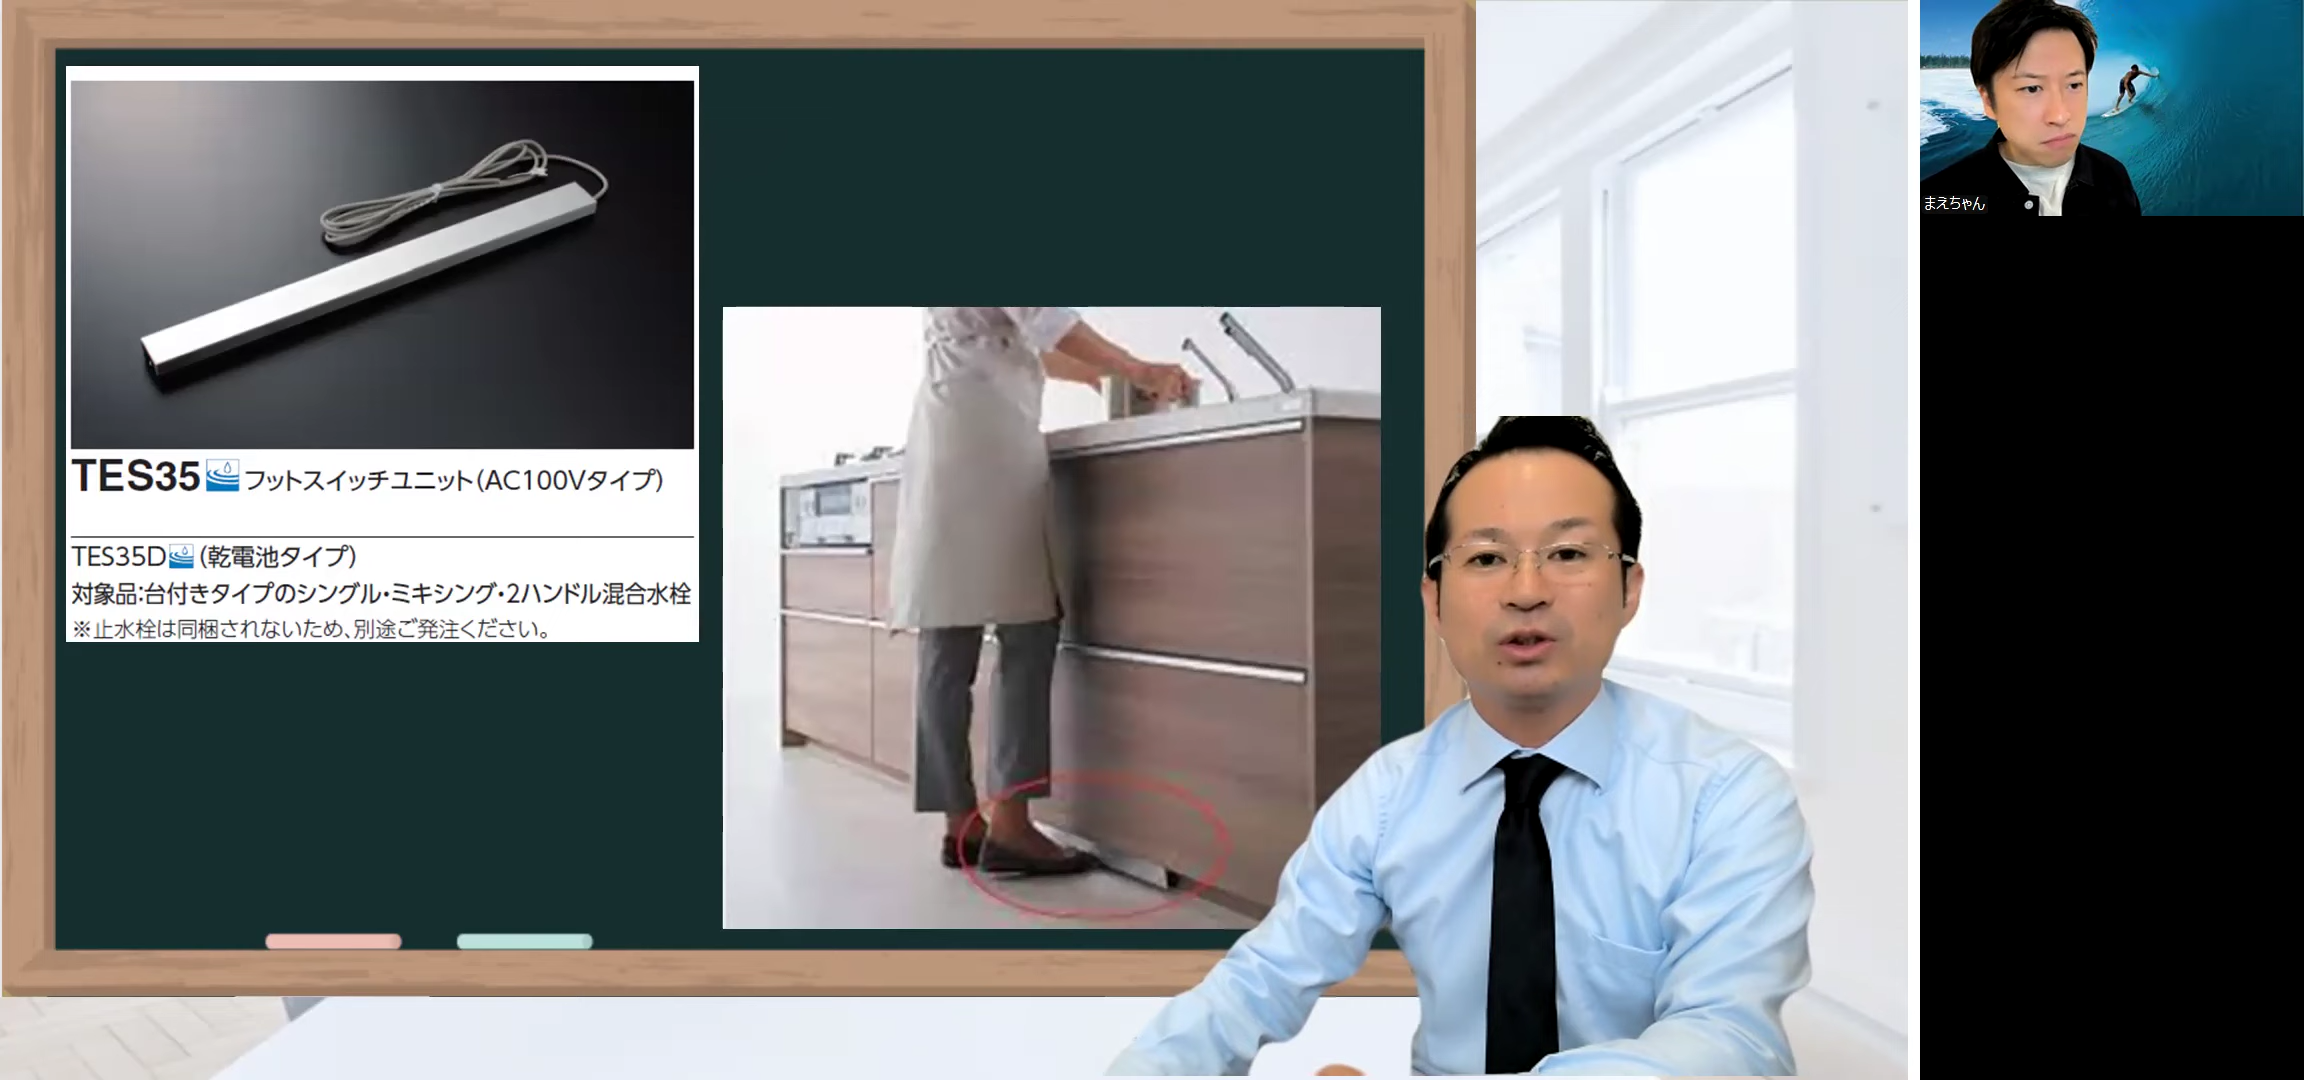 TES35 フットスイッチユニット(AC100Vタイプ)
TES35D (乾電池タイプ)
対象品:台付きタイプのシングル・ミキシング・2ハンドル混合水栓
※止水栓は同梱されないため、別途ご発注ください。
まえちゃん